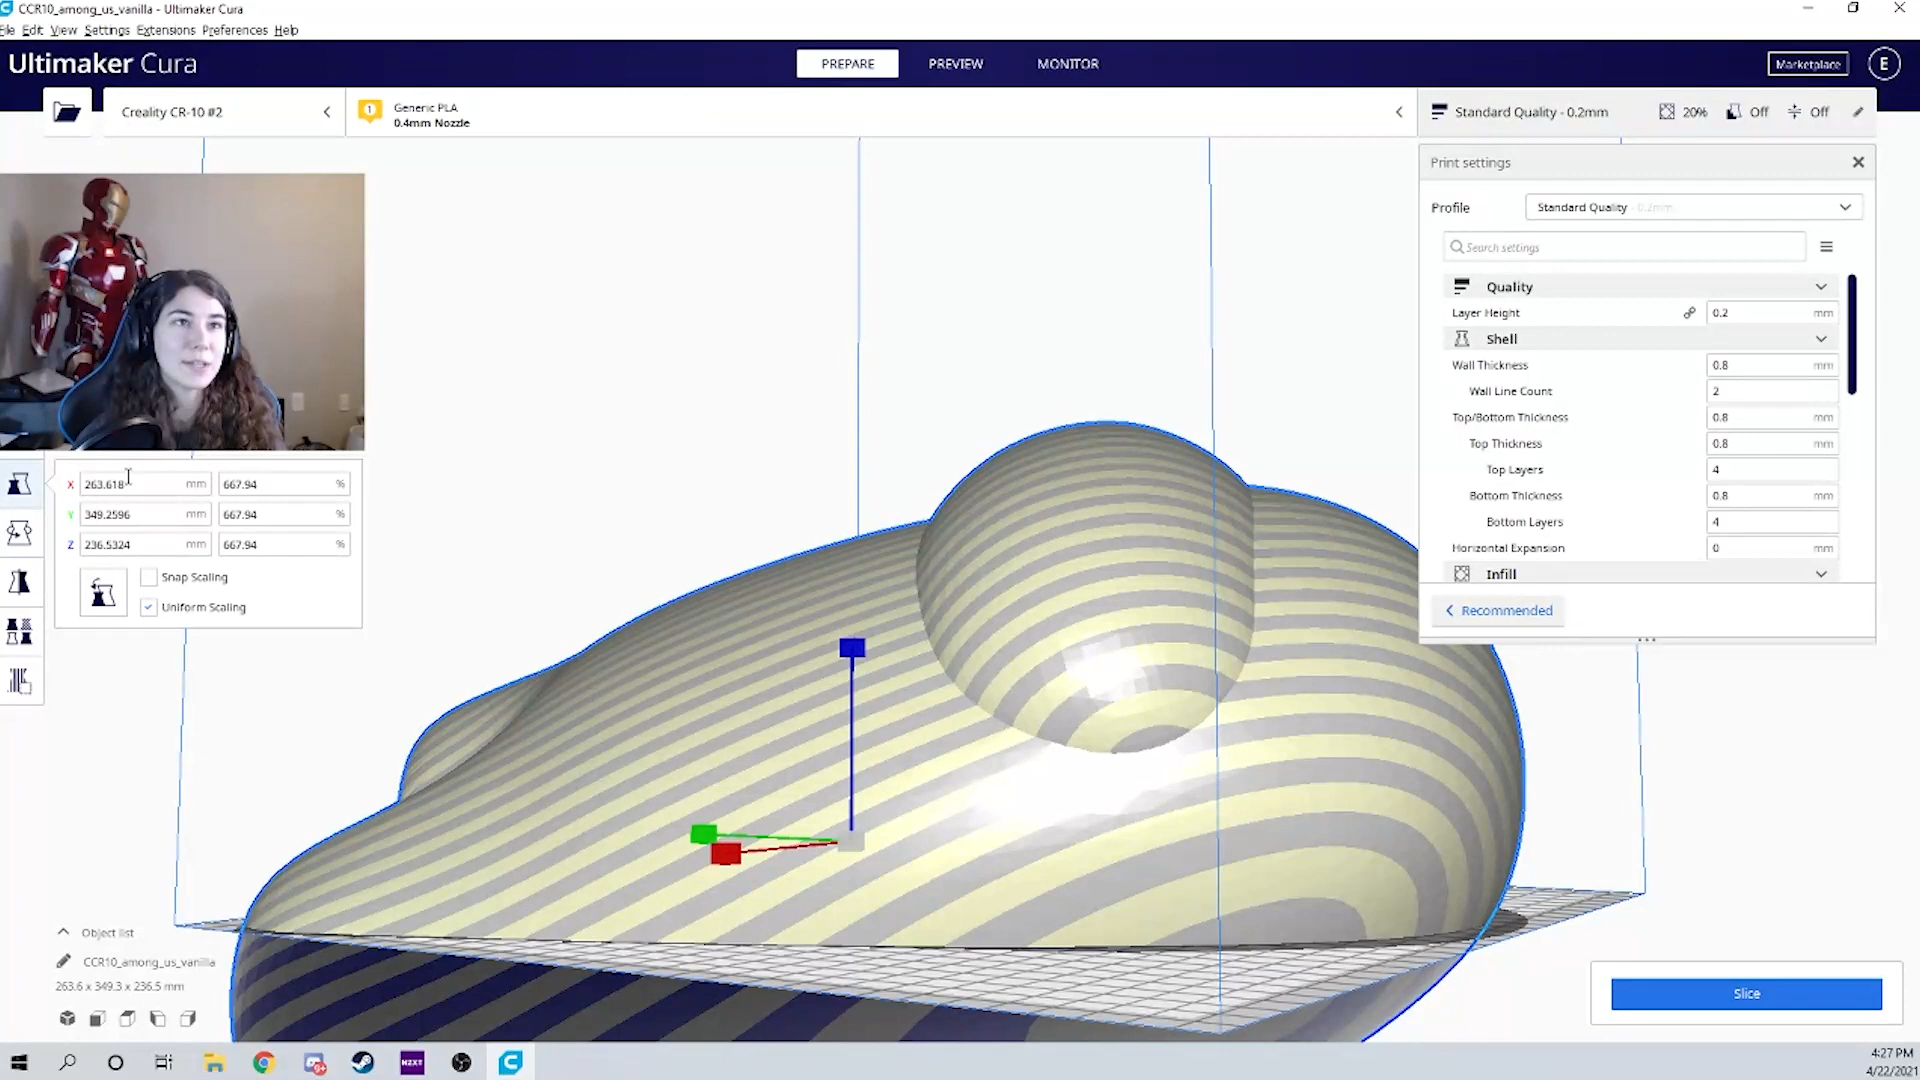 CCR10_among_us_vanilla - Ultimaker Cura
File Edit View Settings Extensions Preferences Help
Ultimaker Cura
PREPARE
PREVIEW
MONITOR
Marketplace
E
Creality CR-10 #2
1
Generic PLA
0.4mm Nozzle
Standard Quality - 0.2mm
20%
Off
Off
Print settings
Profile
Standard Quality - 0.2mm
Search settings
Quality
Layer Height 0.2 mm
Shell
Wall Thickness 0.8 mm
Wall Line Count 2
Top/Bottom Thickness 0.8 mm
Top Thickness 0.8 mm
Top Layers 4
Bottom Thickness 0.8 mm
Bottom Layers 4
Horizontal Expansion 0 mm
Infill
Recommended
X 263.618 mm 667.94 %
Y 349.2596 mm 667.94 %
Z 236.5324 mm 667.94 %
Snap Scaling
Uniform Scaling
Object list
CCR10_among_us_vanilla
263.6 x 349.3 x 236.5 mm
Slice
NZXT
4:27 PM
4/22/2021